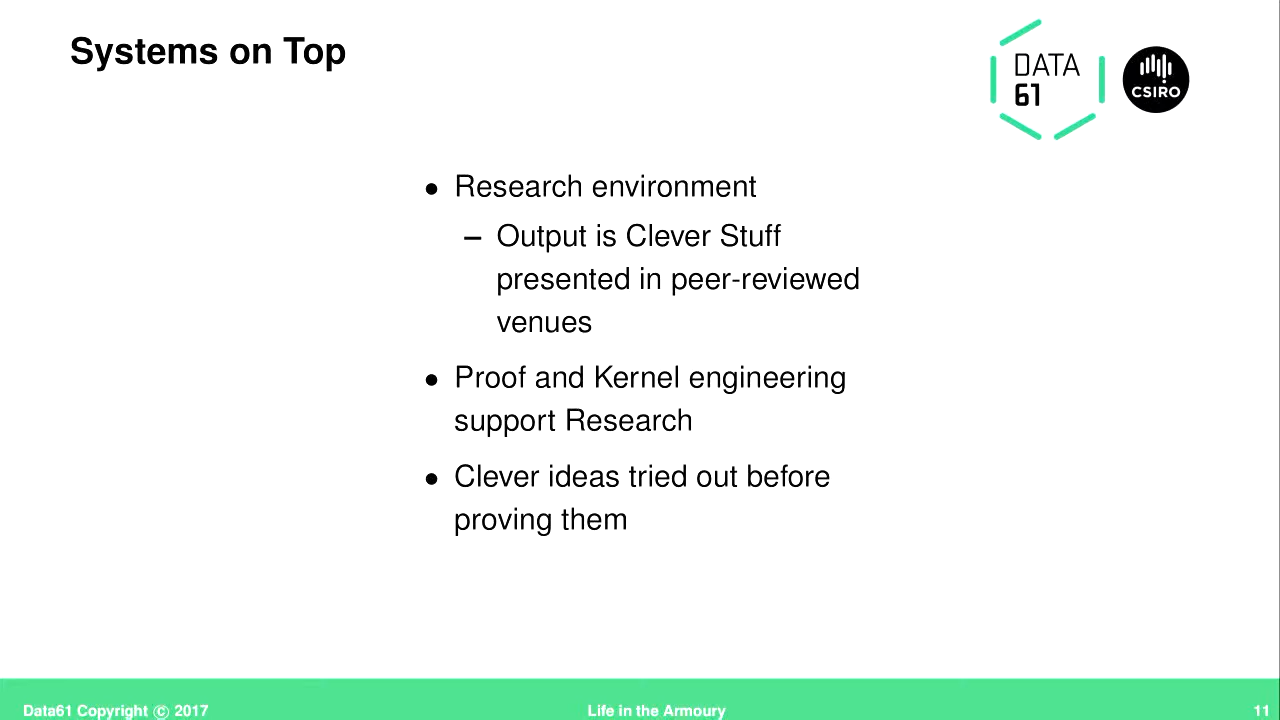 Systems on Top
DATA
61
CSIRO
• Research environment
– Output is Clever Stuff
presented in peer-reviewed
venues
• Proof and Kernel engineering
support Research
• Clever ideas tried out before
proving them
Data61 Copyright © 2017
Life in the Armoury
11